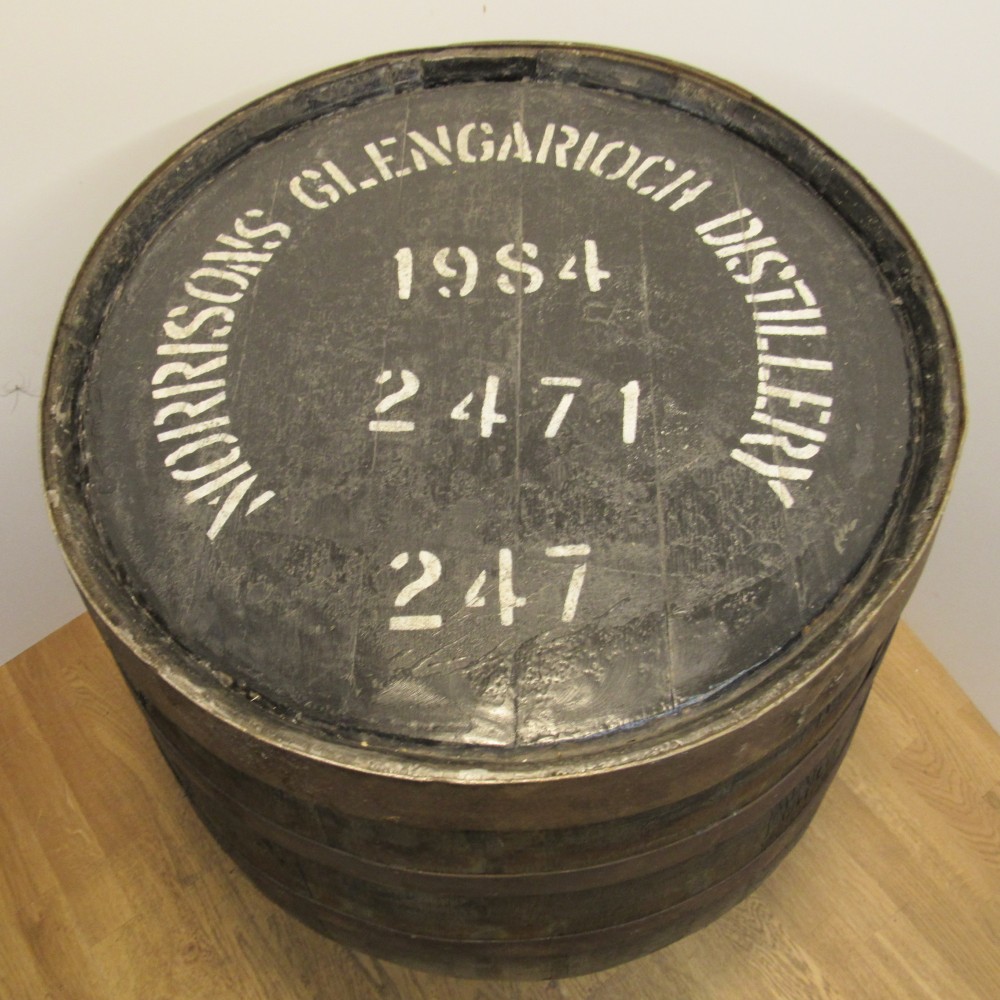 MORRISONS GLENGARIOCH DISTILLERY
1984
2471
247